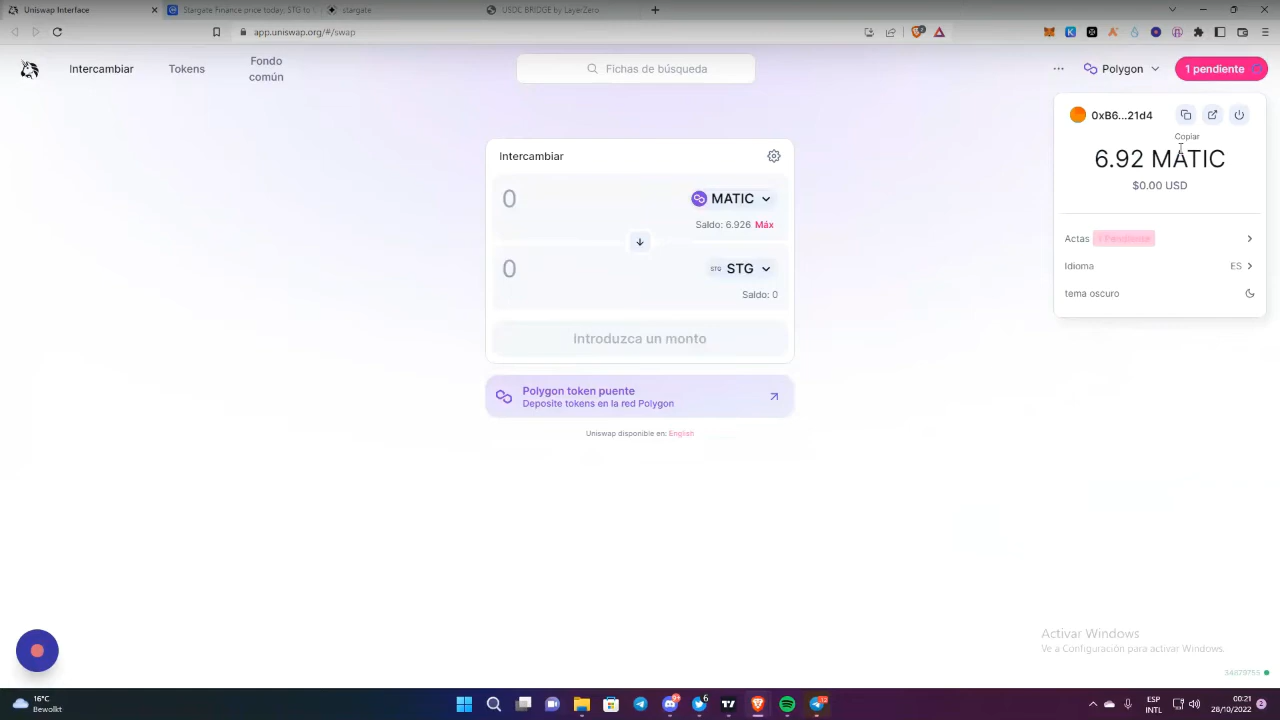 Uniswap Interface
Stargate Finance price today, STG to
stargate
USDC BRIDGE by LayerZero
app.uniswap.org/#/swap
Intercambiar
Tokens
Fondo
común
Fichas de búsqueda
Polygon
1 pendiente
0xB6...21d4
Copiar
6.92 MATIC
$0.00 USD
Actas
1 Pendiente
Idioma
ES
tema oscuro
Intercambiar
0
MATIC
Saldo: 6.926 Máx
0
STG
STG
Saldo: 0
Introduzca un monto
Polygon token puente
Deposite tokens en la red Polygon
Uniswap disponible en: English
Activar Windows
Ve a Configuración para activar Windows.
16°C
Bewolkt
ESP
INTL
00:21
28/10/2022